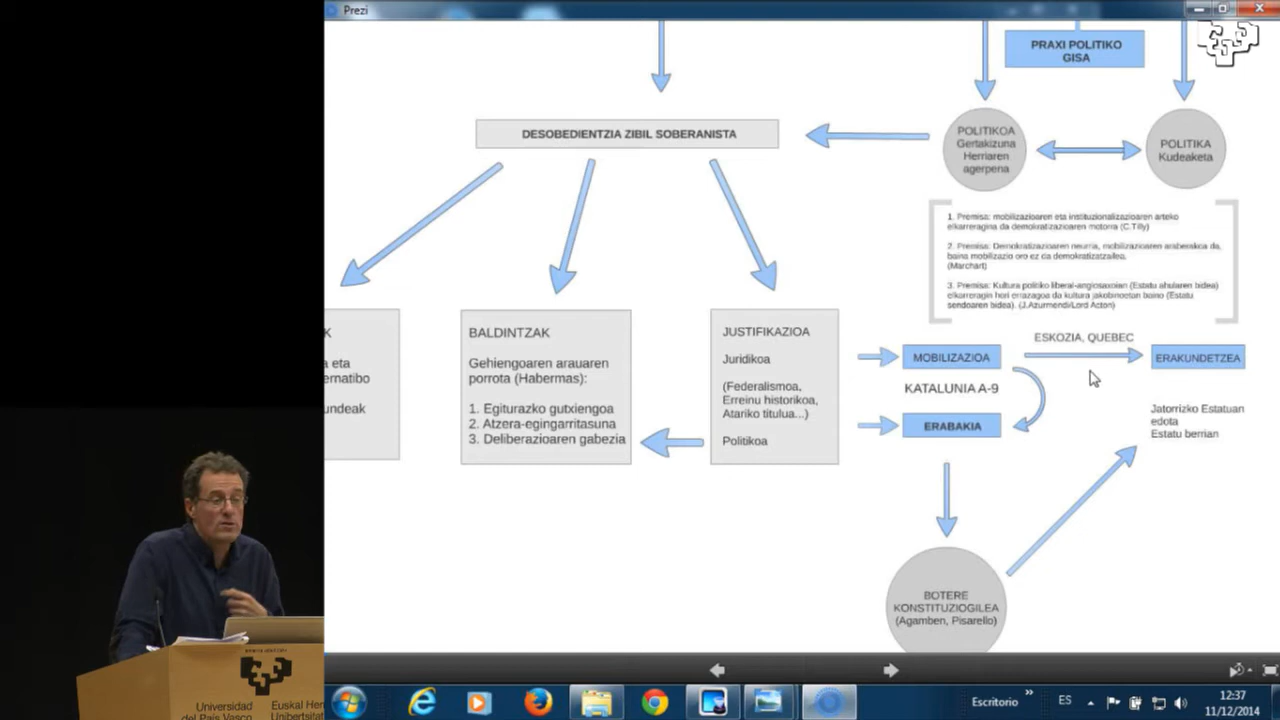 Prezi
PRAXI POLITIKO
GISA
DESOBEDIENTZIA ZIBIL SOBERANISTA
POLITIKOA
Gertakizuna
Herriaren
agerpena
POLITIKA
Kudeaketa
1. Premisa: mobilizazioaren eta instituzionalizazioaren arteko
elkarreragina da demokratizazioaren motorra (C.Tilly)
2. Premisa: Demokratizazioaren neurria, mobilizazioaren araberakoa da,
baina mobilizazio oro ez da demokratizatzailea.
(Marchart)
3. Premisa: Kultura politiko liberal-anglosaxoian (Estatu ahularen bidea)
elkarreragin hori errazagoa da kultura jakobinoetan baino (Estatu
sendoaren bidea). (J.Azurmendi/Lord Acton)
K
a eta
ernatibo
undeak
BALDINTZAK
Gehiengoaren arauaren
porrota (Habermas):
1. Egiturazko gutxiengoa
2. Atzera-egingarritasuna
3. Deliberazioaren gabezia
JUSTIFIKAZIOA
Juridikoa
(Federalismoa,
Erreinu historikoa,
Atariko titulua...)
Politikoa
MOBILIZAZIOA
KATALUNIA A-9
ERABAKIA
ESKOZIA, QUEBEC
ERAKUNDETZEA
Jatorrizko Estatuan
edota
Estatu berrian
BOTERE
KONSTITUZIOGILEA
(Agamben, Pisarello)
Universidad
del País Vasco
Euskal Her
Unibertsitat
Escritorio
ES
12:37
11/12/2014